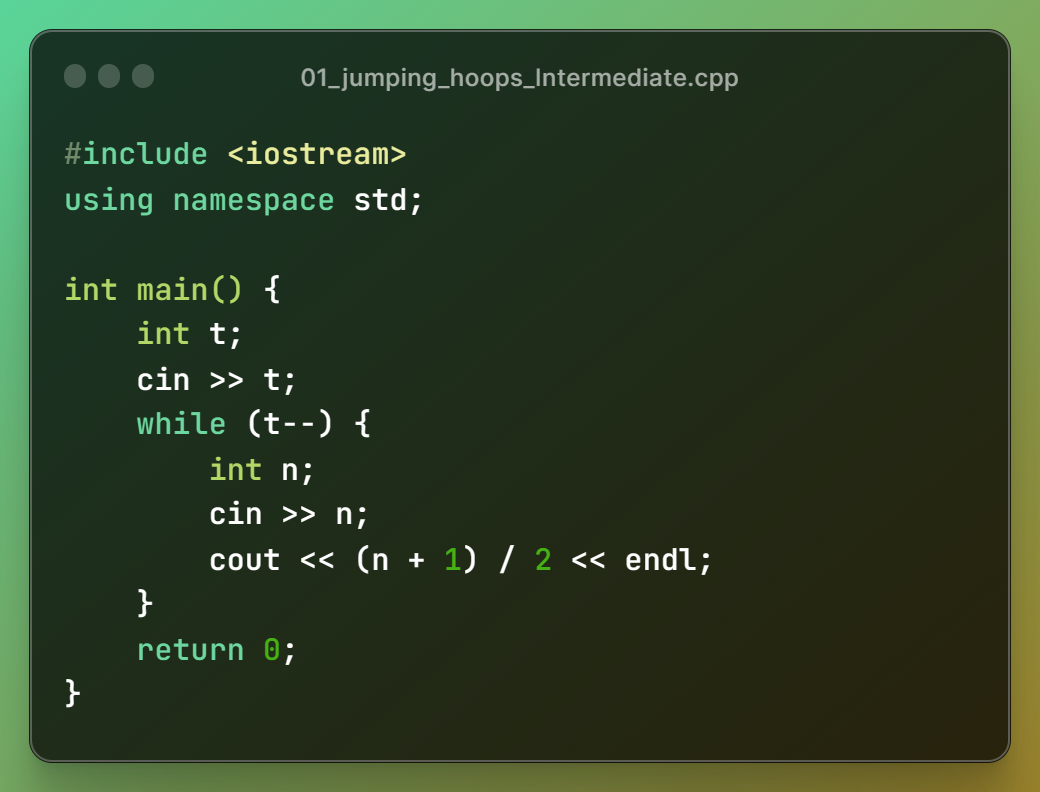 01_jumping_hoops_Intermediate.cpp
#include <iostream>
using namespace std;

int main() {
    int t;
    cin >> t;
    while (t--) {
        int n;
        cin >> n;
        cout << (n + 1) / 2 << endl;
    }
    return 0;
}